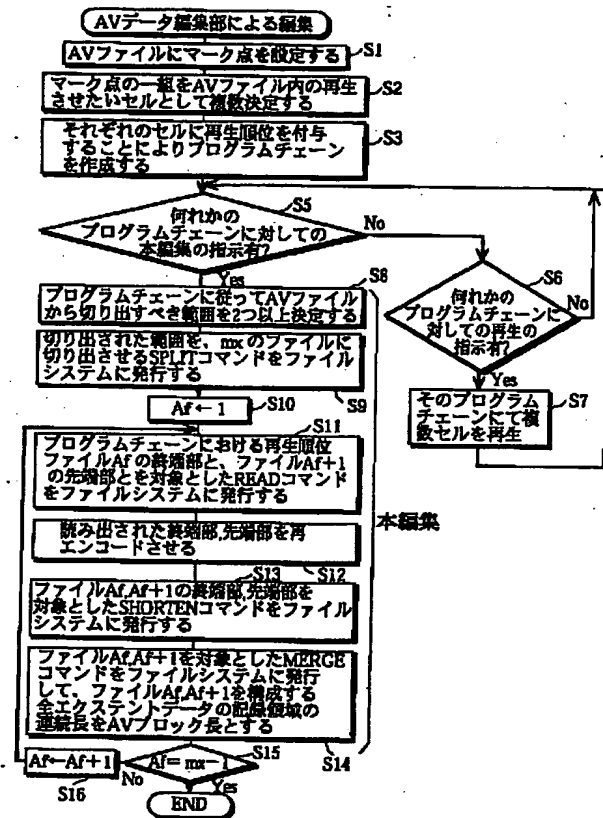 AVデータ編集部による編集
AVファイルにマーク点を設定する
S1
マーク点の一組をAVファイル内の再生
させたいセルとして複数決定する
S2
それぞれのセルに再生順位を付与
することによりプログラムチェーン
を作成する
S3
S5
何れかの
プログラムチェーンに対しての
本編集の指示有?
No
Yes
S6
何れかの
プログラムチェーンに
対しての再生の
指示有?
No
Yes
S7
そのプログラム
チェーンにて複
数セルを再生
S8
プログラムチェーンに従ってAVファイル
から切り出すべき範囲を2つ以上決定する
切り出された範囲を、mxのファイルに
切り出させるSPLITコマンドをファイル
システムに発行する
S9
Af←1
S10
S11
プログラムチェーンにおける再生順位
ファイルAfの終端部と、ファイルAf+1
の先端部とを対象としたREADコマンド
をファイルシステムに発行する
本編集
読み出された終端部,先端部を再
エンコードさせる
S12
S13
ファイルAf,Af+1の終端部,先端部を
対象としたSHORTENコマンドをファイル
システムに発行する
ファイルAf,Af+1を対象としたMERGE
コマンドをファイルシステムに発行
して、ファイルAf,Af+1を構成する
全エクステントデータの記録領域の
連続長をAVブロック長とする
S14
S15
Af=mx-1
No
Yes
Af←Af+1
S16
END